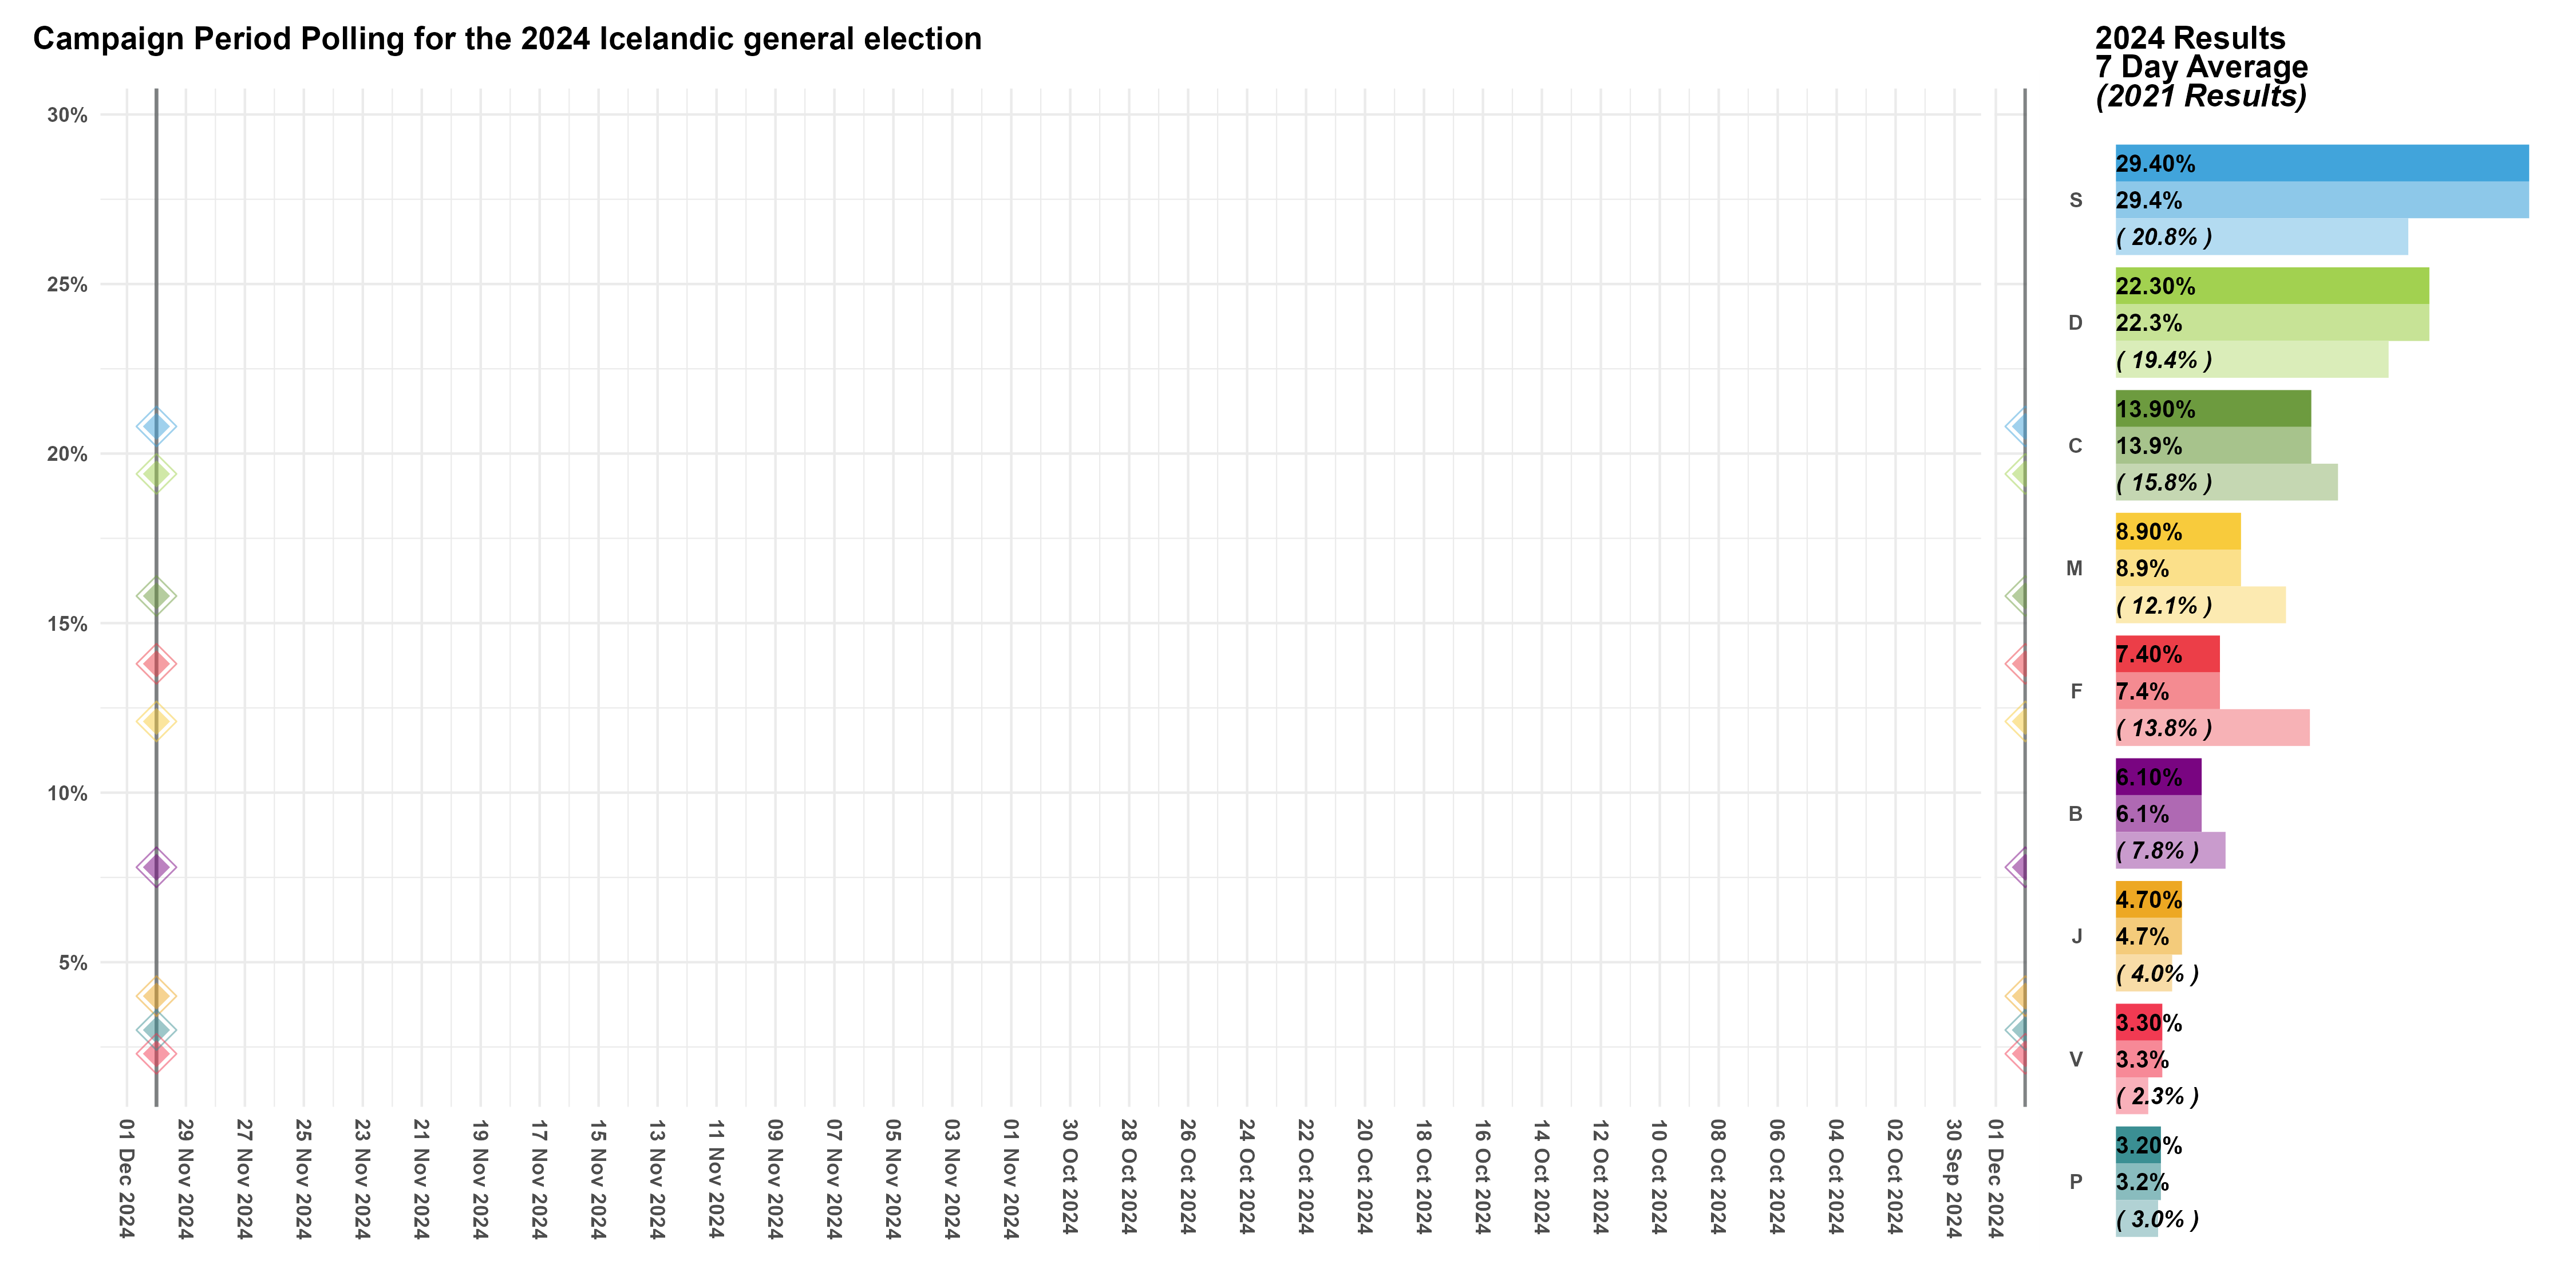 Campaign Period Polling for the 2024 Icelandic general election
2024 Results
7 Day Average
(2021 Results)
30%
25%
20%
15%
10%
5%
01 Dec 2024
29 Nov 2024
27 Nov 2024
25 Nov 2024
23 Nov 2024
21 Nov 2024
19 Nov 2024
17 Nov 2024
15 Nov 2024
13 Nov 2024
11 Nov 2024
09 Nov 2024
07 Nov 2024
05 Nov 2024
03 Nov 2024
01 Nov 2024
30 Oct 2024
28 Oct 2024
26 Oct 2024
24 Oct 2024
22 Oct 2024
20 Oct 2024
18 Oct 2024
16 Oct 2024
14 Oct 2024
12 Oct 2024
10 Oct 2024
08 Oct 2024
06 Oct 2024
04 Oct 2024
02 Oct 2024
30 Sep 2024
01 Dec 2024
29.40%
S 29.4%
( 20.8% )
22.30%
D 22.3%
( 19.4% )
13.90%
C 13.9%
( 15.8% )
8.90%
M 8.9%
( 12.1% )
7.40%
F 7.4%
( 13.8% )
6.10%
B 6.1%
( 7.8% )
4.70%
J 4.7%
( 4.0% )
3.30%
V 3.3%
( 2.3% )
3.20%
P 3.2%
( 3.0% )